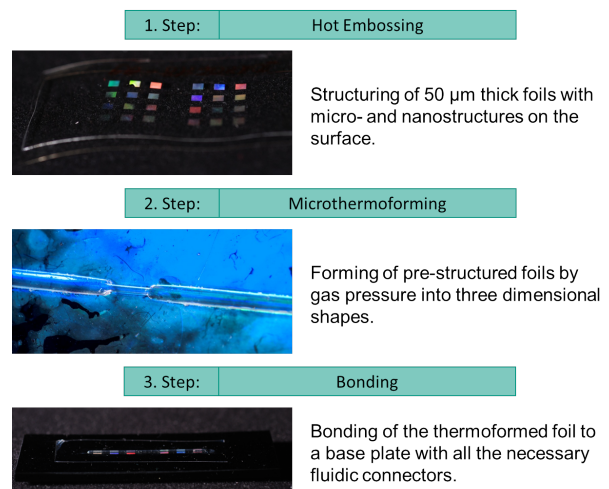 1. Step: Hot Embossing
Structuring of 50 µm thick foils with
micro- and nanostructures on the
surface.
2. Step: Microthermoforming
Forming of pre-structured foils by
gas pressure into three dimensional
shapes.
3. Step: Bonding
Bonding of the thermoformed foil to
a base plate with all the necessary
fluidic connectors.